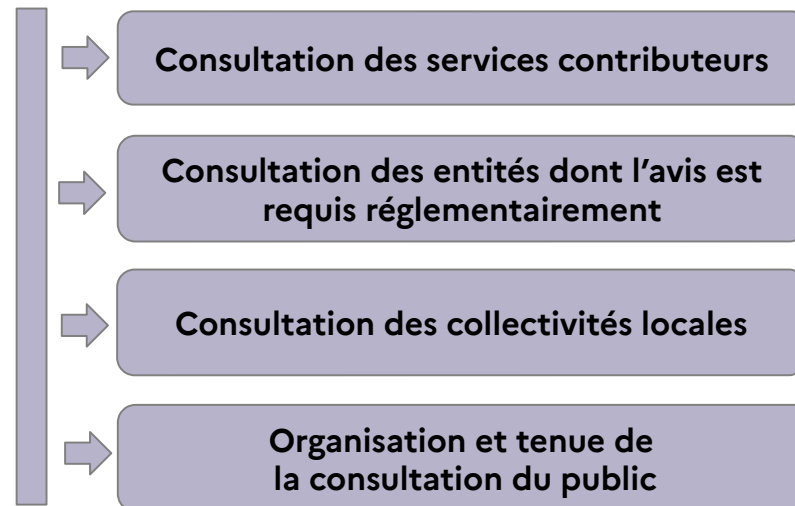 Consultation des services contributeurs
Consultation des entités dont l’avis est
requis réglementairement
Consultation des collectivités locales
Organisation et tenue de
la consultation du public